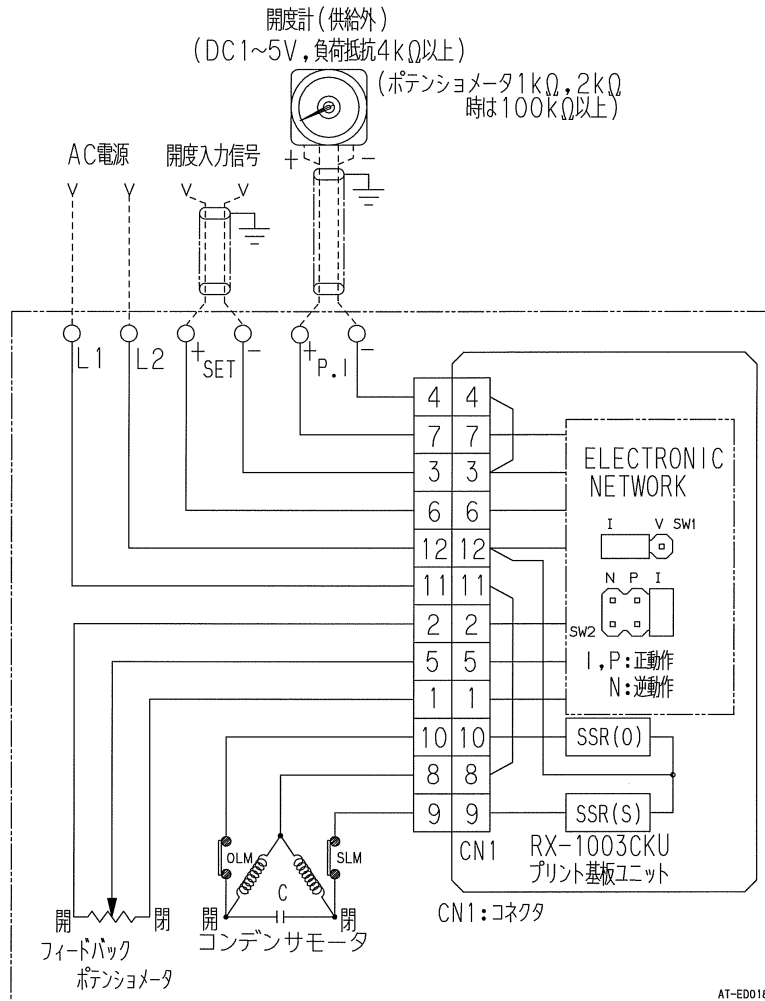 開度計(供給外)
(DC1~5V,負荷抵抗4kΩ以上)
(ポテンショメータ1kΩ,2kΩ
時は100kΩ以上)
AC電源
開度入力信号
+ -
L1
L2
+ SET -
+ P.I -
4 4
7 7
3 3
6 6
12 12
11 11
2 2
5 5
1 1
10 10
8 8
9 9
CN1
ELECTRONIC
NETWORK
I V SW1
N P I
SW2
I,P:正動作
N:逆動作
SSR(O)
SSR(S)
RX-1003CKU
プリント基板ユニット
CN1:コネクタ
OLM
SLM
C
開 閉
コンデンサモータ
開 閉
フィードバック
ポテンショメータ
AT-ED018